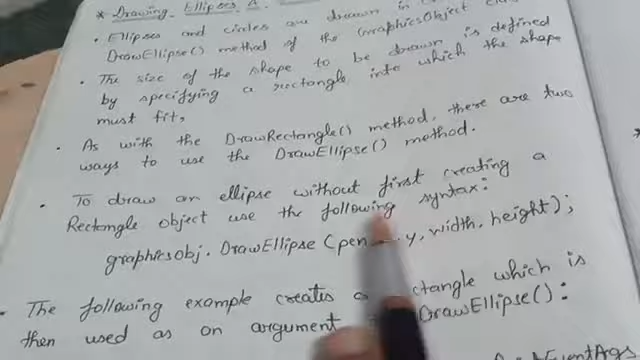 * Drawing Ellipses
• Ellipses and circles are drawn in
DrawEllipse() method of the GraphicsObject
• The size of the shape to be drawn is defined
by specifying a rectangle into which the shape
must fit,
• As with the DrawRectangle() method, there are two
ways to use the DrawEllipse() method.
• To draw an ellipse without first creating a
Rectangle object use the following syntax:
graphicsobj. DrawEllipse (pen y, width, height);
• The following example creates a ctangle which is
then used as an argument DrawEllipse():
EventArgs